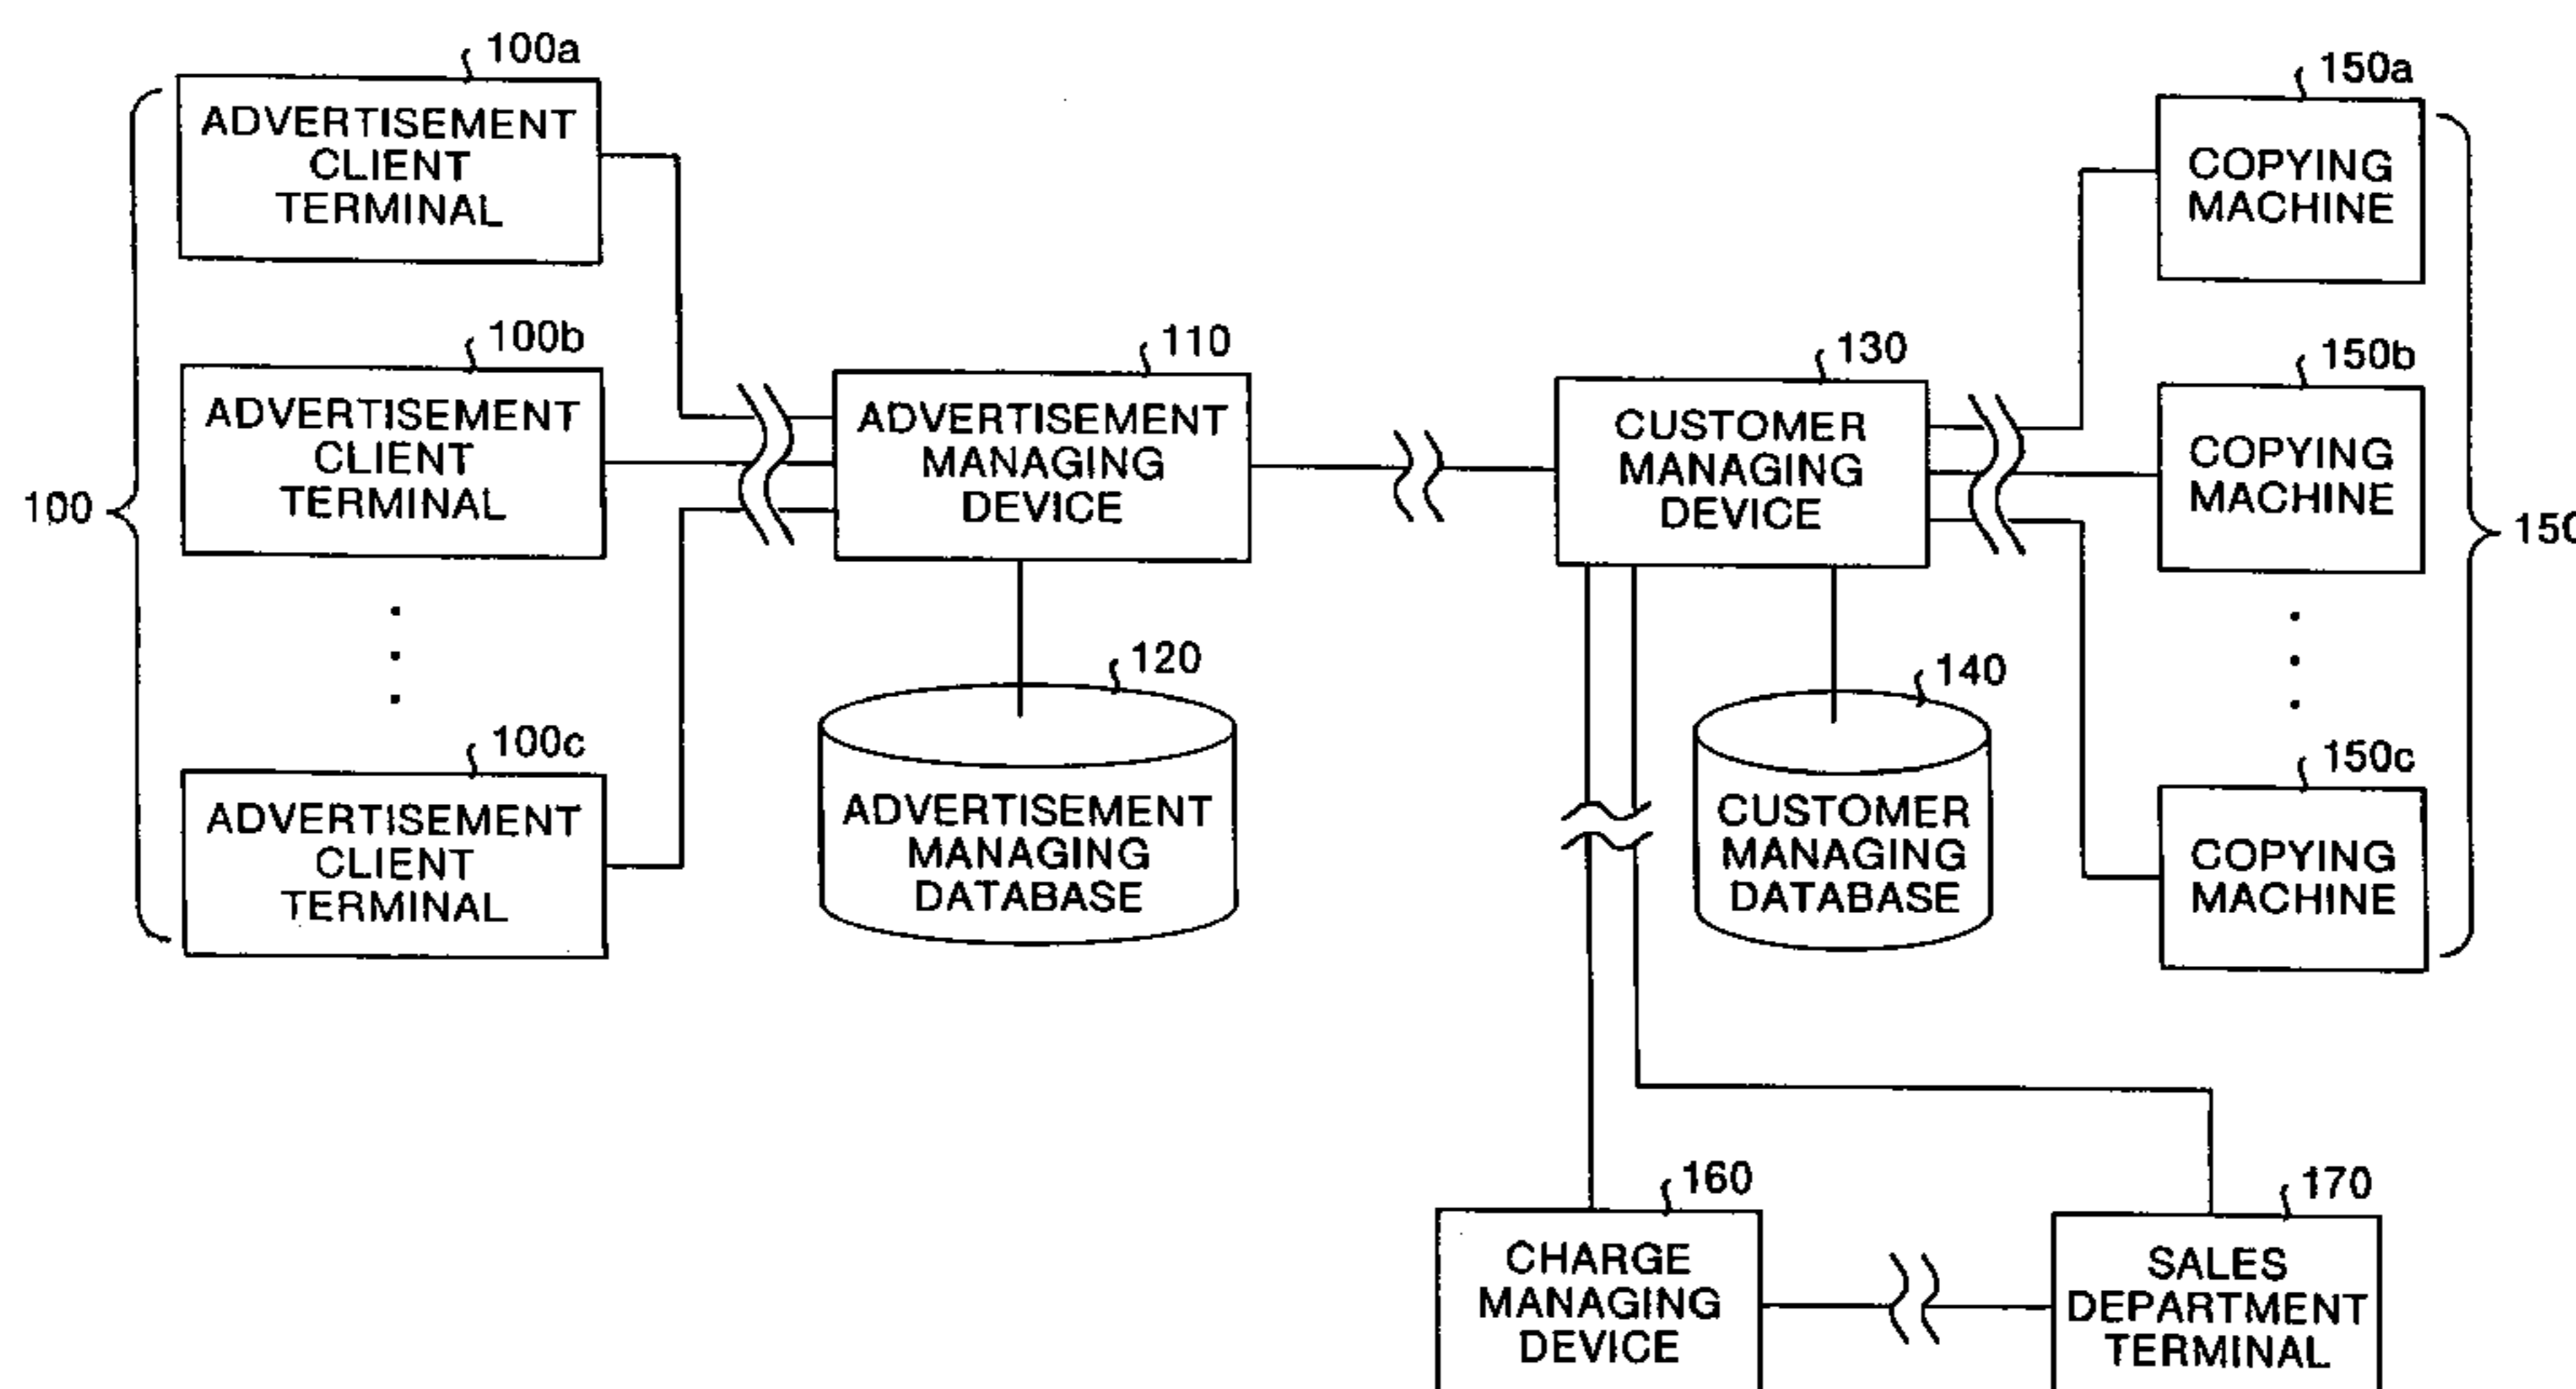 100a
ADVERTISEMENT
CLIENT
TERMINAL
100b
ADVERTISEMENT
CLIENT
TERMINAL
100
100c
ADVERTISEMENT
CLIENT
TERMINAL
110
ADVERTISEMENT
MANAGING
DEVICE
120
ADVERTISEMENT
MANAGING
DATABASE
130
CUSTOMER
MANAGING
DEVICE
140
CUSTOMER
MANAGING
DATABASE
150a
COPYING
MACHINE
150b
COPYING
MACHINE
150
150c
COPYING
MACHINE
160
CHARGE
MANAGING
DEVICE
170
SALES
DEPARTMENT
TERMINAL